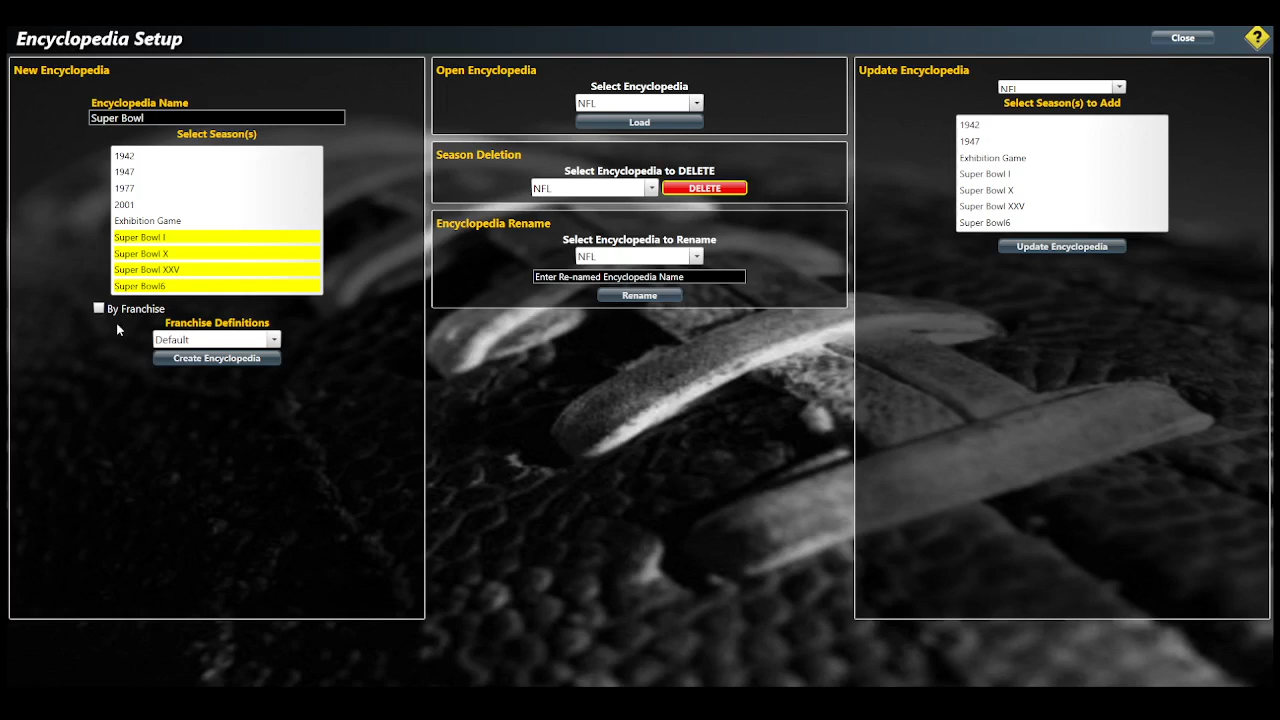 Encyclopedia Setup
Close
?
New Encyclopedia
Encyclopedia Name
Super Bowl
Select Season(s)
1942
1947
1977
2001
Exhibition Game
Super Bowl I
Super Bowl X
Super Bowl XXV
Super Bowl6
By Franchise
Franchise Definitions
Default
Create Encyclopedia
Open Encyclopedia
Select Encyclopedia
NFL
Load
Season Deletion
Select Encyclopedia to DELETE
NFL
DELETE
Encyclopedia Rename
Select Encyclopedia to Rename
NFL
Enter Re-named Encyclopedia Name
Rename
Update Encyclopedia
NFL
Select Season(s) to Add
1942
1947
Exhibition Game
Super Bowl I
Super Bowl X
Super Bowl XXV
Super Bowl6
Update Encyclopedia